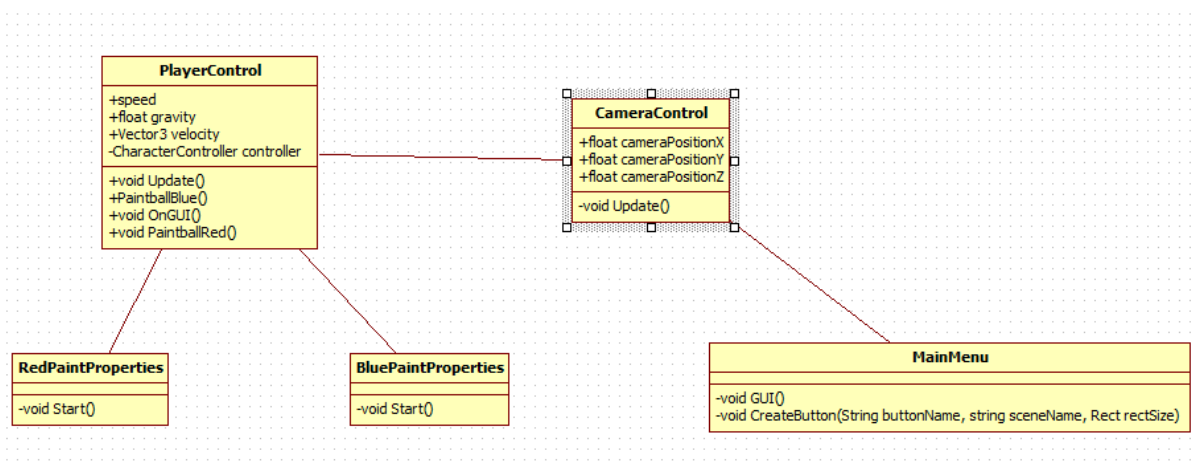 PlayerControl
+speed
+float gravity
+Vector3 velocity
-CharacterController controller
+void Update()
+PaintballBlue()
+void OnGUI()
+void PaintballRed()
CameraControl
+float cameraPositionX
+float cameraPositionY
+float cameraPositionZ
-void Update()
RedPaintProperties
-void Start()
BluePaintProperties
-void Start()
MainMenu
-void GUI()
-void CreateButton(String buttonName, string sceneName, Rect rectSize)